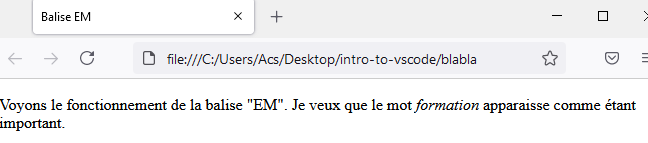 Balise EM
file:///C:/Users/Acs/Desktop/intro-to-vscode/blabla
Voyons le fonctionnement de la balise "EM". Je veux que le mot formation apparaisse comme étant
important.